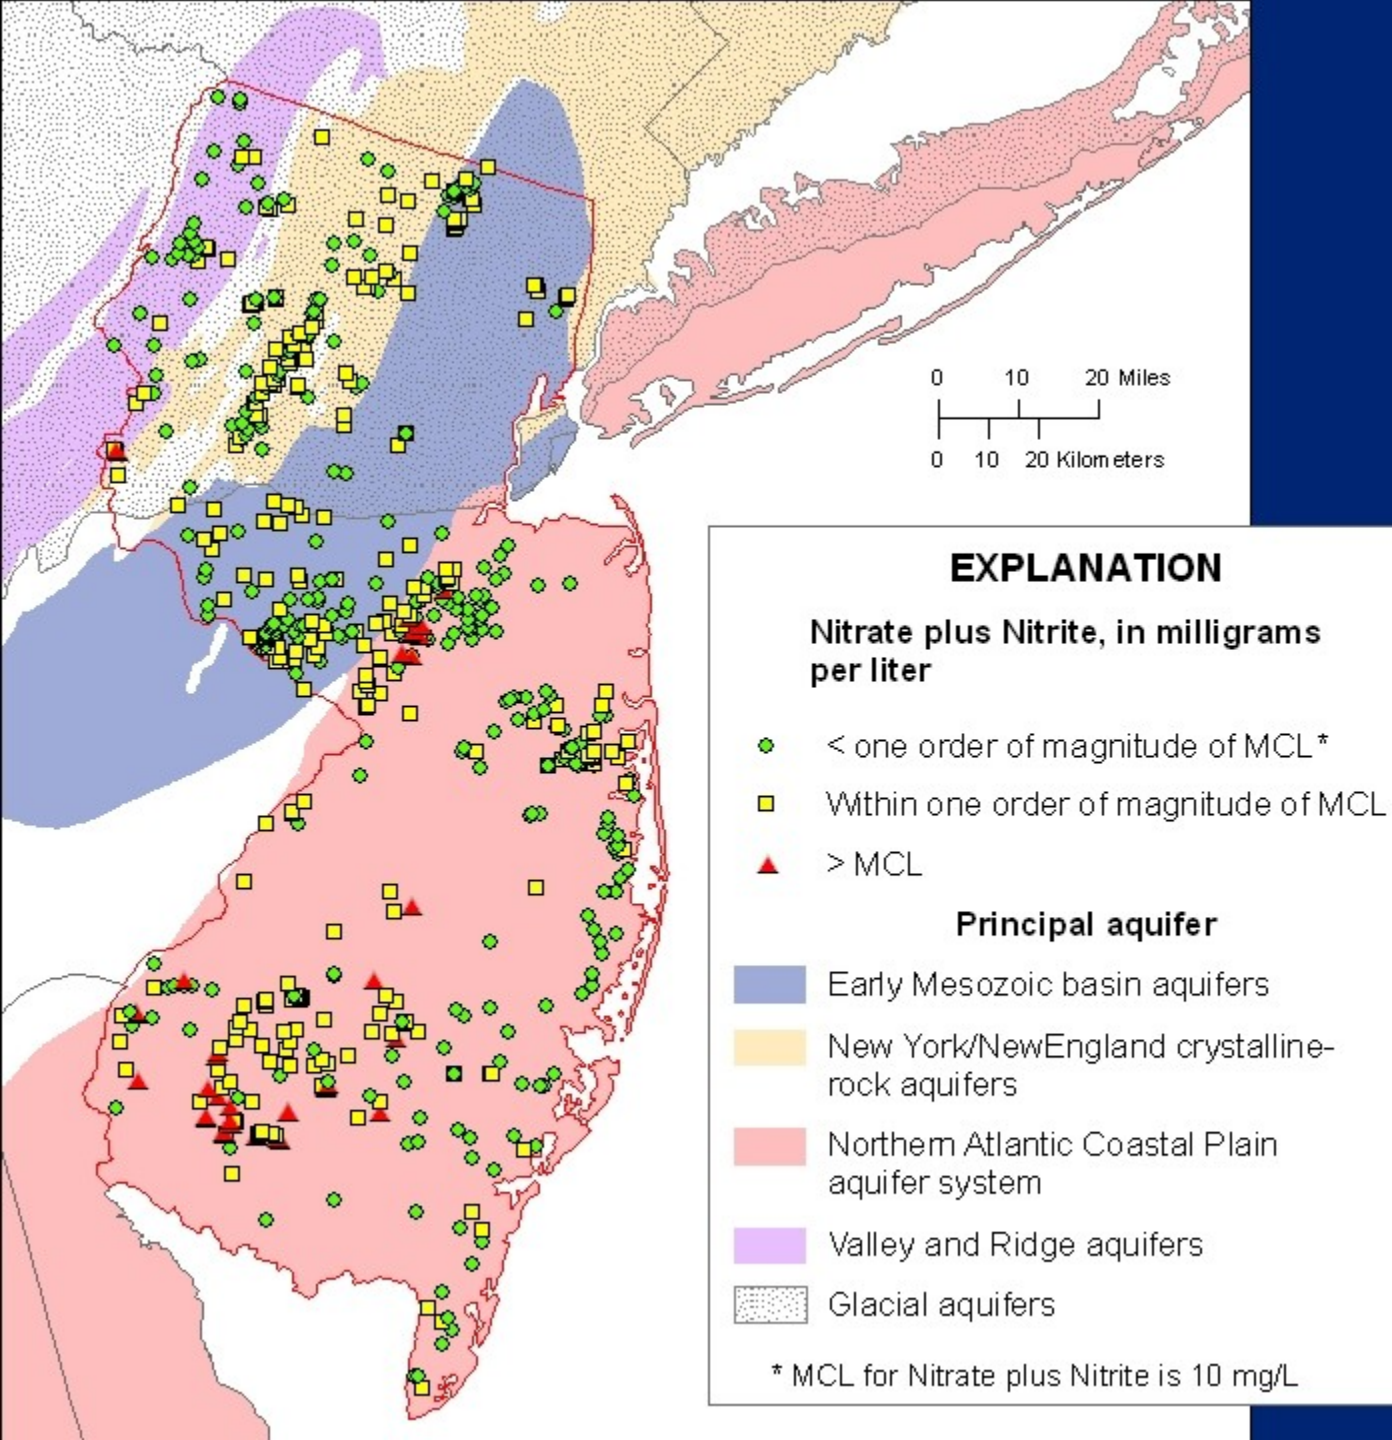 0 10 20 Miles
0 10 20 Kilometers
EXPLANATION
Nitrate plus Nitrite, in milligrams
per liter
< one order of magnitude of MCL*
Within one order of magnitude of MCL
> MCL
Principal aquifer
Early Mesozoic basin aquifers
New York/NewEngland crystalline-
rock aquifers
Northern Atlantic Coastal Plain
aquifer system
Valley and Ridge aquifers
Glacial aquifers
* MCL for Nitrate plus Nitrite is 10 mg/L